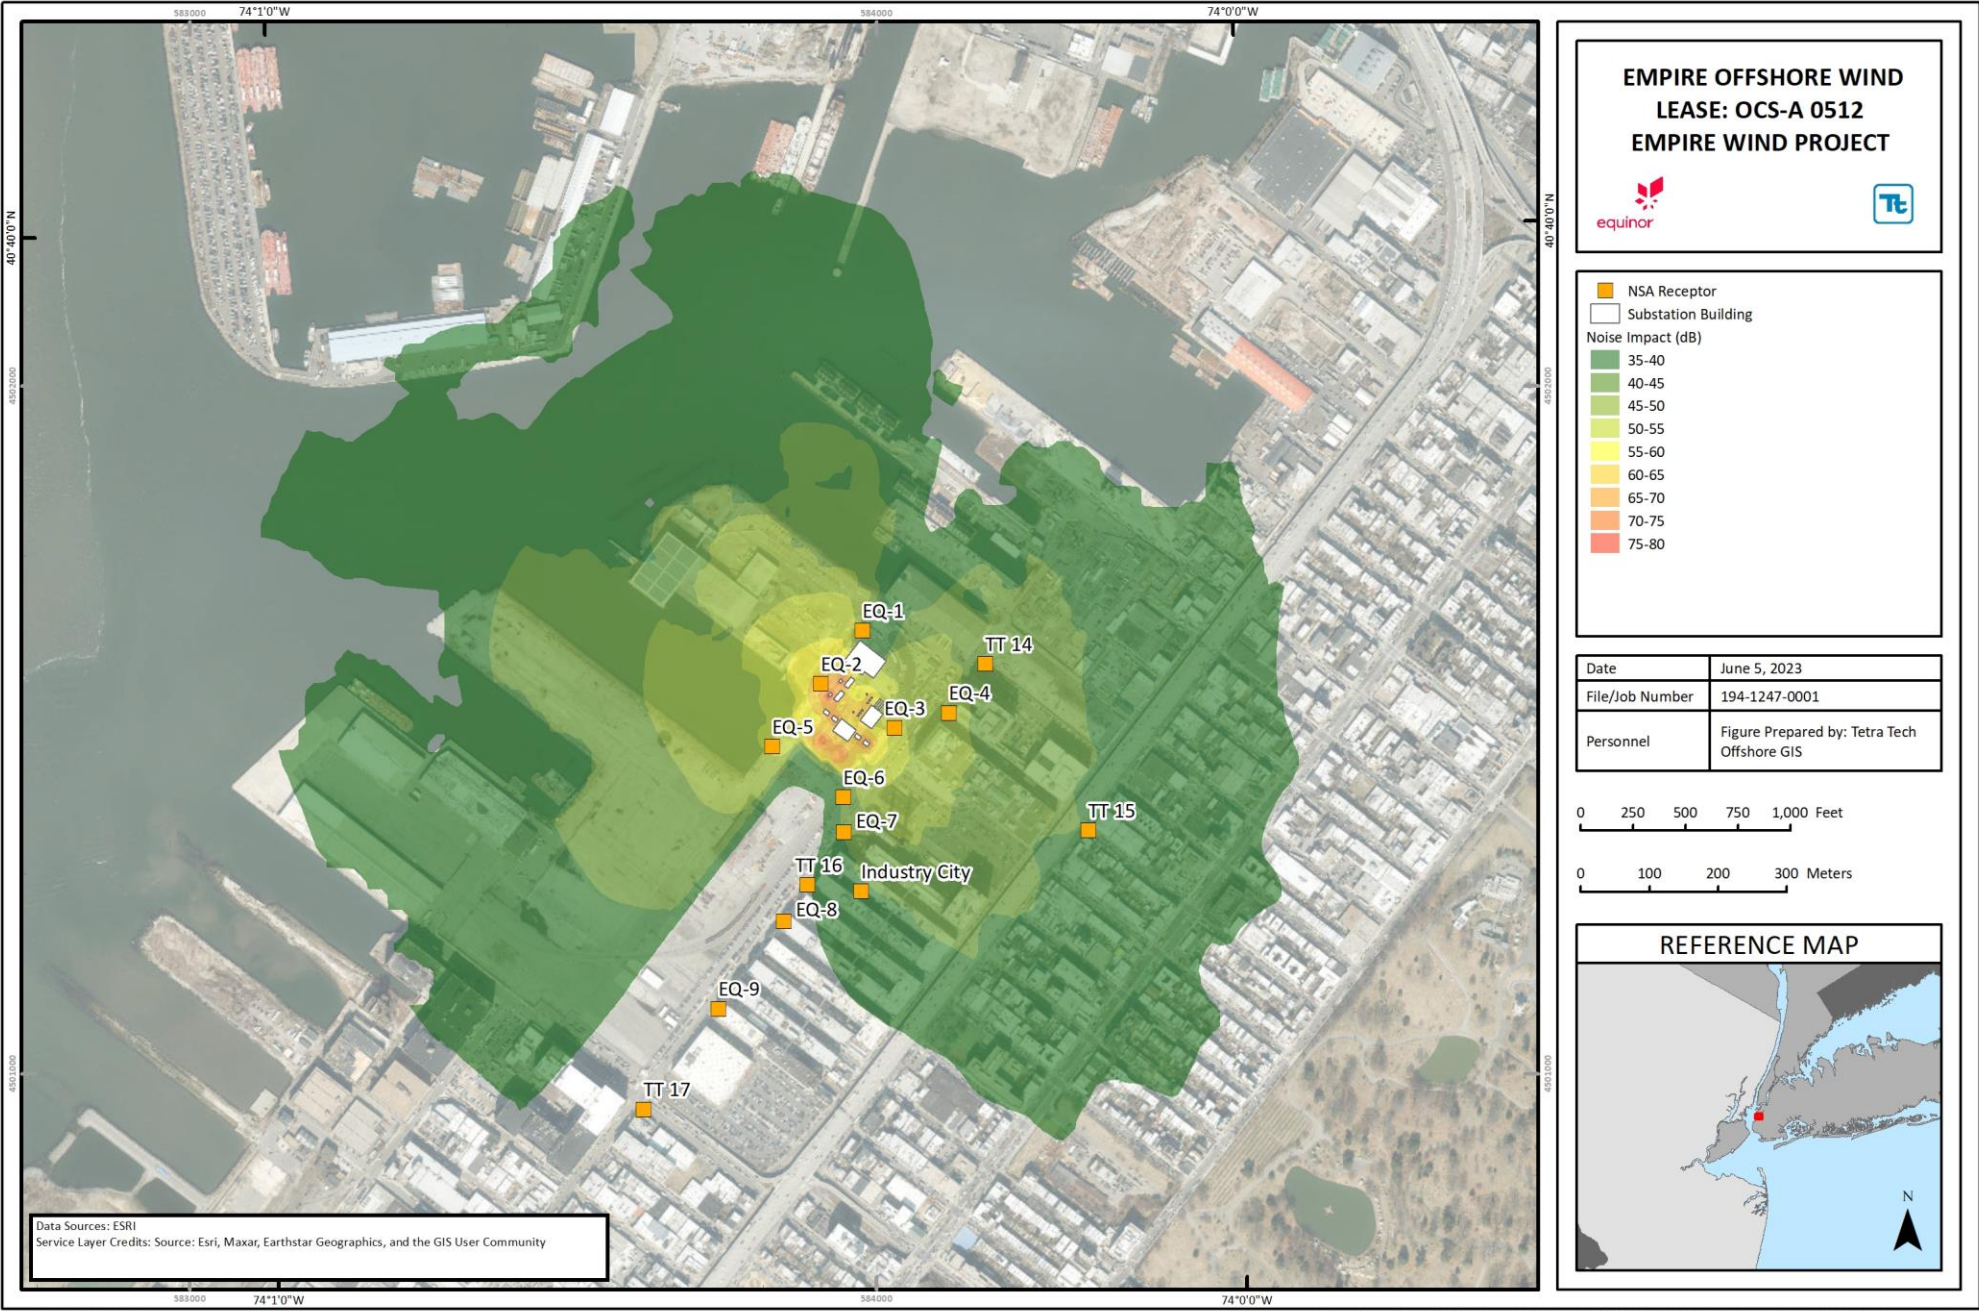 583000
74°1'0"W
584000
74°0'0"W
40°40'0"N
40°40'0"N
4502000
4502000
4501000
4501000
EQ-1
TT 14
EQ-2
EQ-4
EQ-3
EQ-5
EQ-6
TT 15
EQ-7
TT 16
Industry City
EQ-8
EQ-9
TT 17
Data Sources: ESRI
Service Layer Credits: Source: Esri, Maxar, Earthstar Geographics, and the GIS User Community
583000
74°1'0"W
584000
74°0'0"W
EMPIRE OFFSHORE WIND
LEASE: OCS-A 0512
EMPIRE WIND PROJECT
equinor
Tt
NSA Receptor
Substation Building
Noise Impact (dB)
35-40
40-45
45-50
50-55
55-60
60-65
65-70
70-75
75-80
Date June 5, 2023
File/Job Number 194-1247-0001
Personnel Figure Prepared by: Tetra Tech
Offshore GIS
0 250 500 750 1,000 Feet
0 100 200 300 Meters
REFERENCE MAP
N